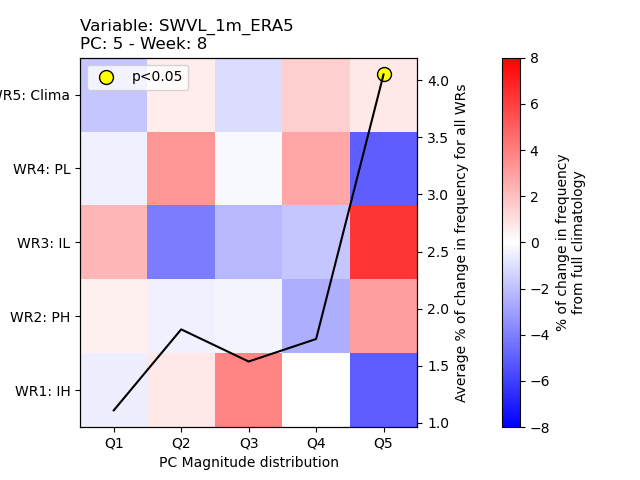 Variable: SWVL_1m_ERA5
PC: 5 - Week: 8
p<0.05
R5: Clima
WR4: PL
WR3: IL
WR2: PH
WR1: IH
Q1 Q2 Q3 Q4 Q5
PC Magnitude distribution
4.0
3.5
3.0
2.5
2.0
1.5
1.0
Average % of change in frequency for all WRs
8
6
4
2
0
−2
−4
−6
−8
% of change in frequency
from full climatology